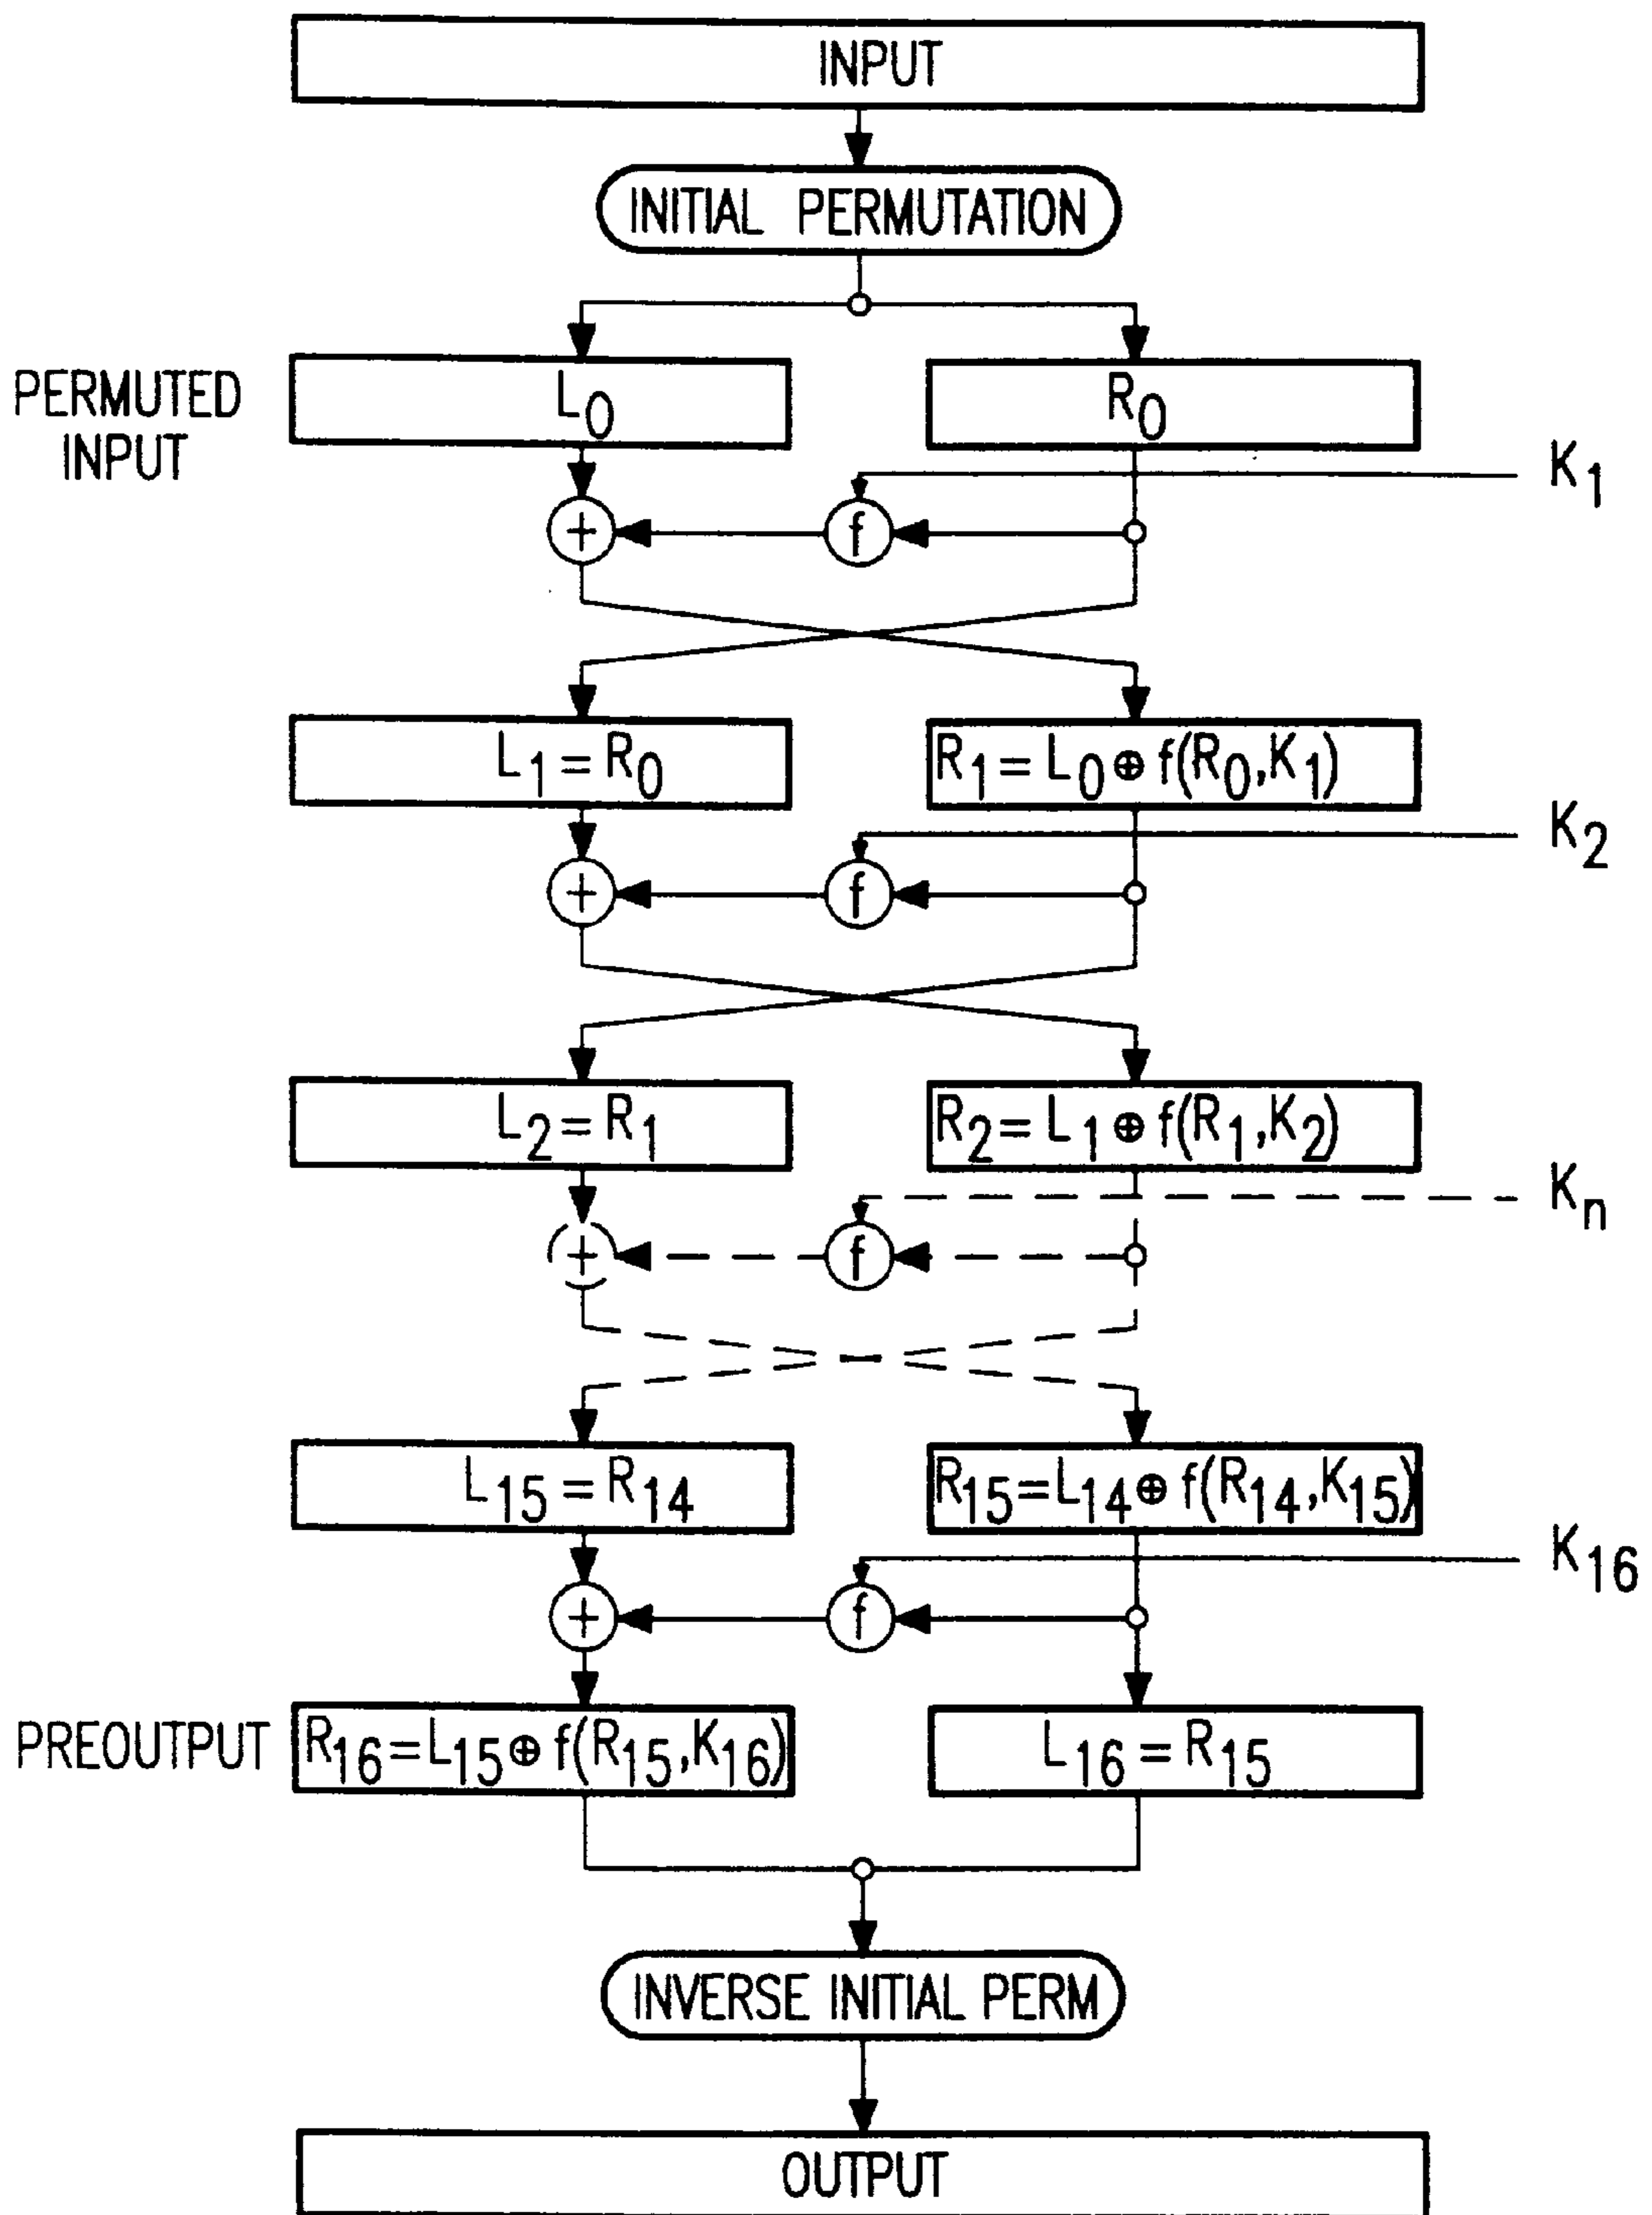 INPUT
INITIAL PERMUTATION
PERMUTED
INPUT
L₀
R₀
K₁
+
f
L₁ = R₀
R₁ = L₀ ⊕ f(R₀,K₁)
K₂
+
f
L₂ = R₁
R₂ = L₁ ⊕ f(R₁,K₂)
Kₙ
+
f
L₁₅ = R₁₄
R₁₅=L₁₄ ⊕ f(R₁₄,K₁₅)
K₁₆
+
f
PREOUTPUT
R₁₆=L₁₅ ⊕ f(R₁₅,K₁₆)
L₁₆ = R₁₅
INVERSE INITIAL PERM
OUTPUT